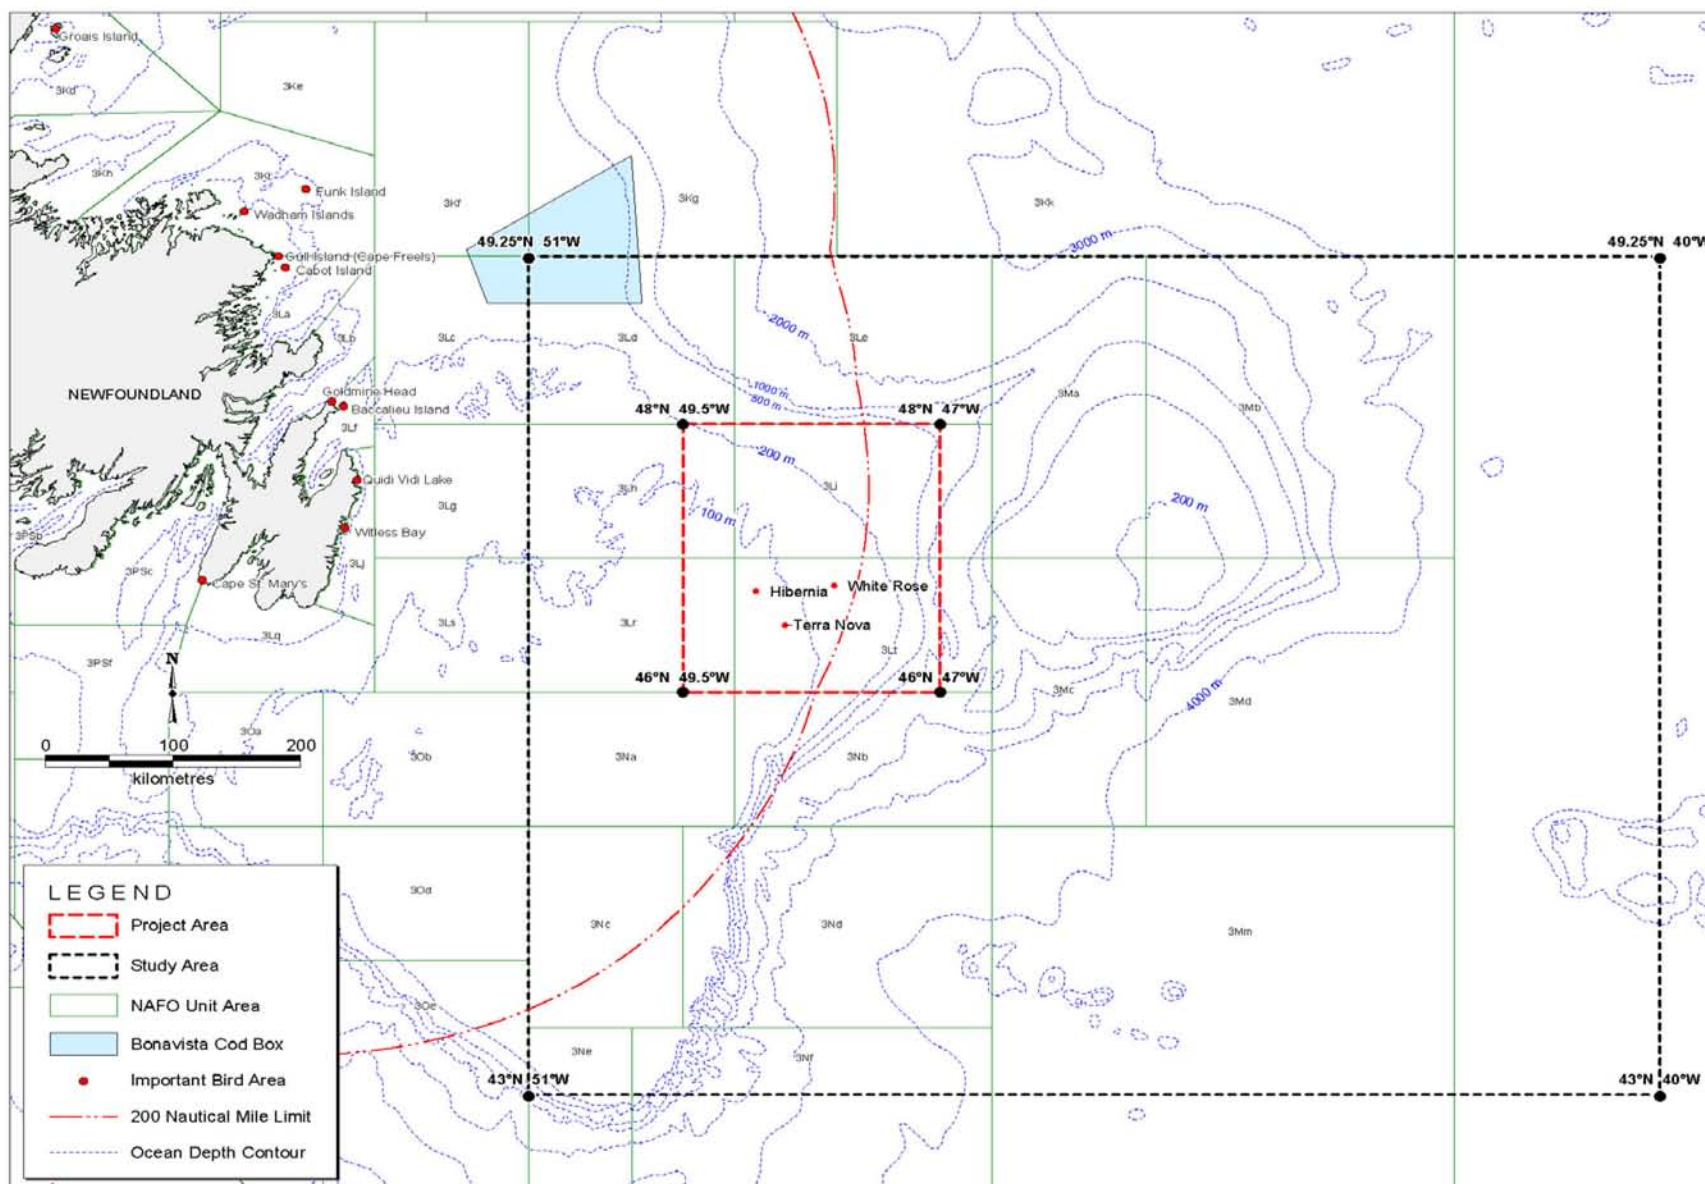 Groais Island
3Kd
3Ke
3Kh
3Ki
Funk Island
Wadham Islands
3Kf
3Kg
3Kk
49.25°N 51°W
3000 m
49.25°N 40°W
Gull Island (Cape Freels)
Cabot Island
3La
3Lb
3Lc
3Ld
2000 m
3Le
NEWFOUNDLAND
Goldmine Head
Baccalieu Island
1000 m
500 m
3Ma
3Mb
48°N 49.5°W
48°N 47°W
3Lf
200 m
Quidi Vidi Lake
3Lh
3Li
3Lg
100 m
200 m
Witless Bay
3PSb
3PSc
3Lj
Cape St. Mary's
Hibernia
White Rose
Terra Nova
3Lq
3Ls
3Lr
3Lt
3PSf
N
46°N 49.5°W
46°N 47°W
3Mc
4000 m
3Md
3Oa
0 100 200
kilometres
3Ob
3Na
3Nb
LEGEND
Project Area
Study Area
NAFO Unit Area
Bonavista Cod Box
Important Bird Area
200 Nautical Mile Limit
Ocean Depth Contour
3Od
3Nc
3Nd
3Mm
3Oe
3Ne
3Nf
43°N 51°W
43°N 40°W